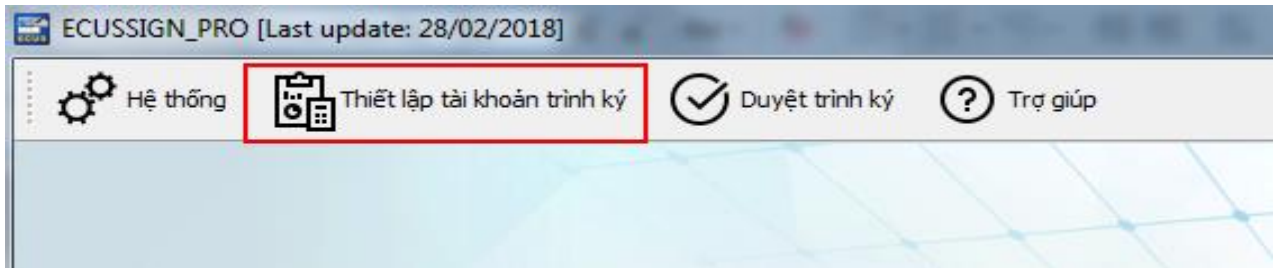 ECUSSIGN_PRO [Last update: 28/02/2018]
Hệ thống Thiết lập tài khoản trình ký Duyệt trình ký Trợ giúp